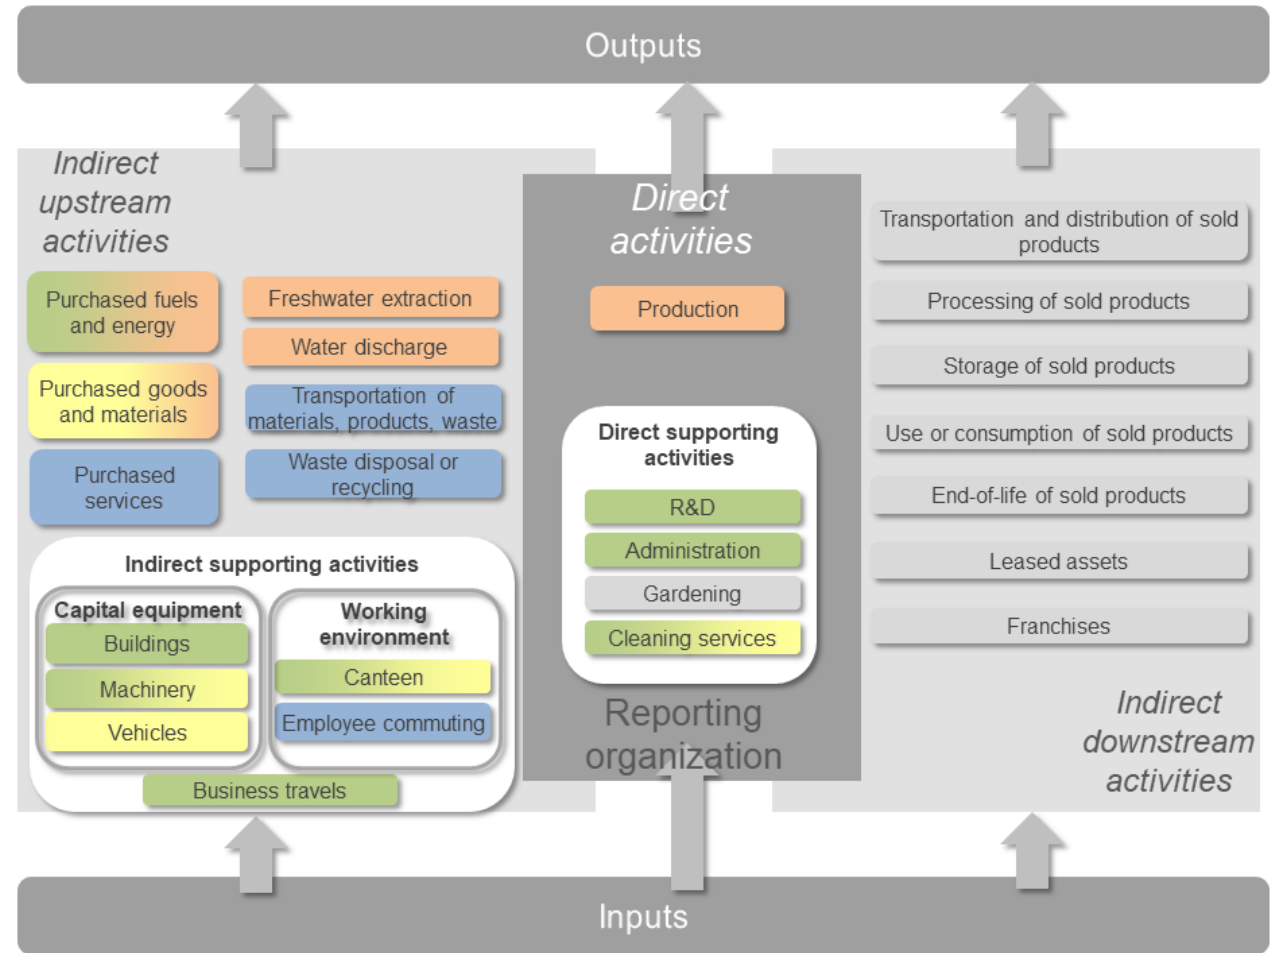 Outputs
Indirect
upstream
activities
Purchased fuels
and energy
Purchased goods
and materials
Purchased
services
Freshwater extraction
Water discharge
Transportation of
materials, products, waste
Waste disposal or
recycling
Indirect supporting activities
Capital equipment
Buildings
Machinery
Vehicles
Working
environment
Canteen
Employee commuting
Business travels
Direct
activities
Production
Direct supporting
activities
R&D
Administration
Gardening
Cleaning services
Reporting
organization
Transportation and distribution of sold
products
Processing of sold products
Storage of sold products
Use or consumption of sold products
End-of-life of sold products
Leased assets
Franchises
Indirect
downstream
activities
Inputs